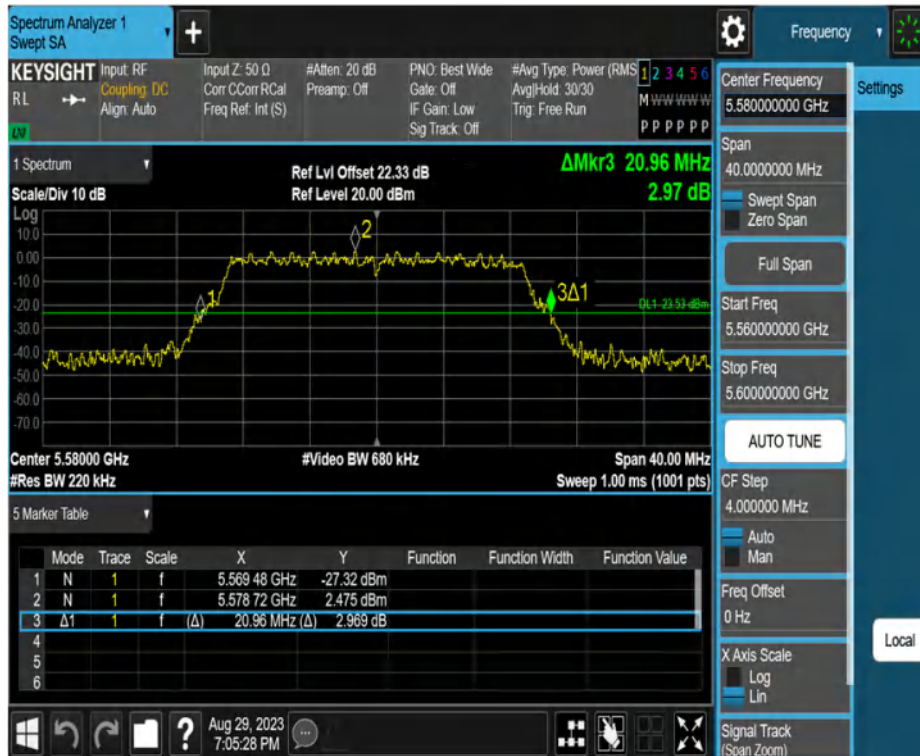 Spectrum Analyzer 1
Swept SA
+
Frequency
KEYSIGHT
RL
LNI
Input: RF
Coupling: DC
Align: Auto
Input Z: 50 Ω
Corr CCorr RCal
Freq Ref: Int (S)
#Atten: 20 dB
Preamp: Off
PNO: Best Wide
Gate: Off
IF Gain: Low
Sig Track: Off
#Avg Type: Power (RMS
Avg|Hold: 30/30
Trig: Free Run
1 2 3 4 5 6
M W W W W W
P P P P P P
Center Frequency
5.580000000 GHz
Settings
1 Spectrum
Scale/Div 10 dB
Ref Lvl Offset 22.33 dB
Ref Level 20.00 dBm
ΔMkr3 20.96 MHz
2.97 dB
Log
10.0
0.00
-10.0
-20.0
-30.0
-40.0
-50.0
-60.0
-70.0
1
2
3Δ1
DL1 -23.53 dBm
Center 5.58000 GHz
#Res BW 220 kHz
#Video BW 680 kHz
Span 40.00 MHz
Sweep 1.00 ms (1001 pts)
Span
40.0000000 MHz
Swept Span
Zero Span
Full Span
Start Freq
5.560000000 GHz
Stop Freq
5.600000000 GHz
AUTO TUNE
CF Step
4.000000 MHz
Auto
Man
Freq Offset
0 Hz
X Axis Scale
Log
Lin
Signal Track
(Span Zoom)
Local
5 Marker Table
Mode Trace Scale X Y Function Function Width Function Value
1 N 1 f 5.569 48 GHz -27.32 dBm
2 N 1 f 5.578 72 GHz 2.475 dBm
3 Δ1 1 f (Δ) 20.96 MHz (Δ) 2.969 dB
4
5
6
?
Aug 29, 2023
7:05:28 PM